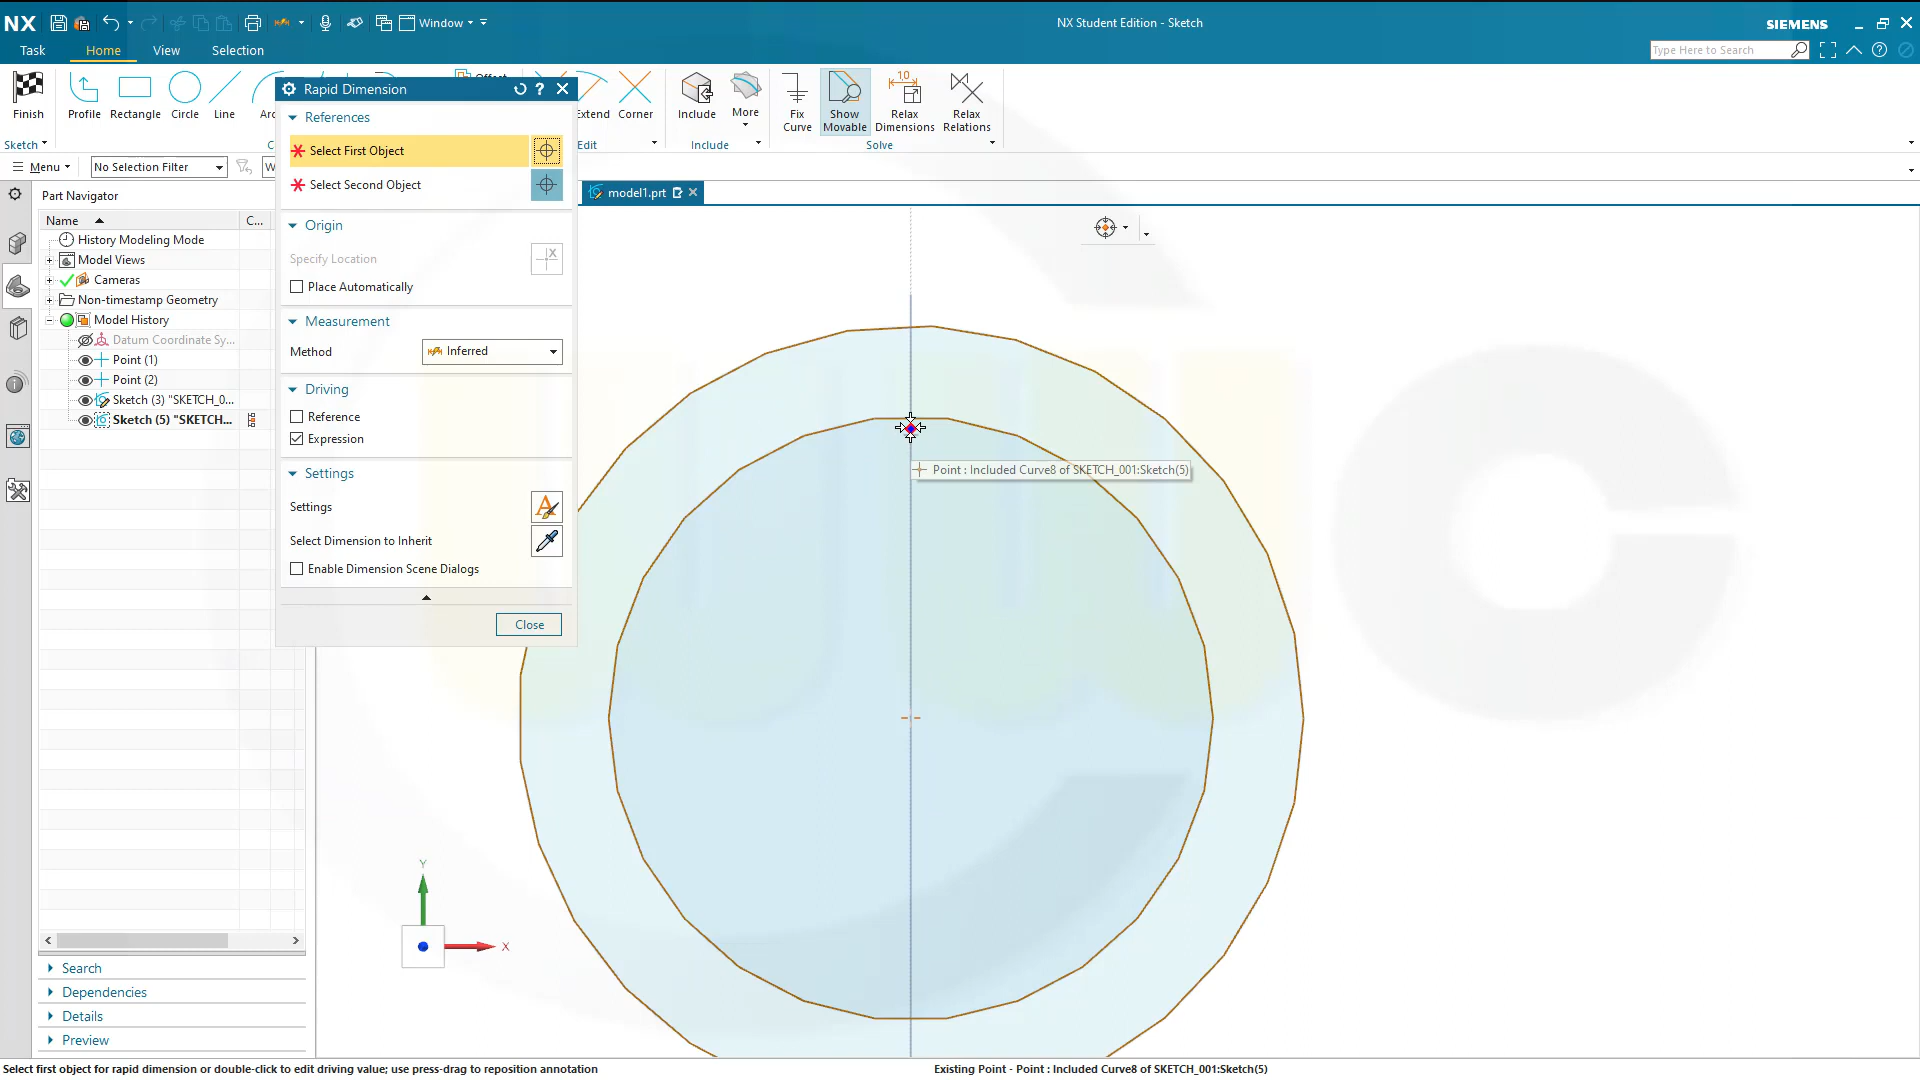 NX
Window
NX Student Edition - Sketch
SIEMENS
Task
Home
View
Selection
Type Here to Search
Finish
Profile
Rectangle
Circle
Line
Rapid Dimension
Extend
Corner
Include
More
Fix
Curve
Show
Movable
Relax
Dimensions
Relax
Relations
Sketch
Edit
Include
Solve
Menu
No Selection Filter
References
Select First Object
Select Second Object
Part Navigator
model1.prt
Name
C...
History Modeling Mode
Model Views
Cameras
Non-timestamp Geometry
Model History
Datum Coordinate Sy...
Point (1)
Point (2)
Sketch (3) "SKETCH_0...
Sketch (5) "SKETCH...
Origin
Specify Location
Place Automatically
Measurement
Method
Inferred
Driving
Reference
Expression
Settings
Settings
Select Dimension to Inherit
Enable Dimension Scene Dialogs
Close
Point : Included Curve8 of SKETCH_001:Sketch(5)
Y
X
Search
Dependencies
Details
Preview
Select first object for rapid dimension or double-click to edit driving value; use press-drag to reposition annotation
Existing Point - Point : Included Curve8 of SKETCH_001:Sketch(5)